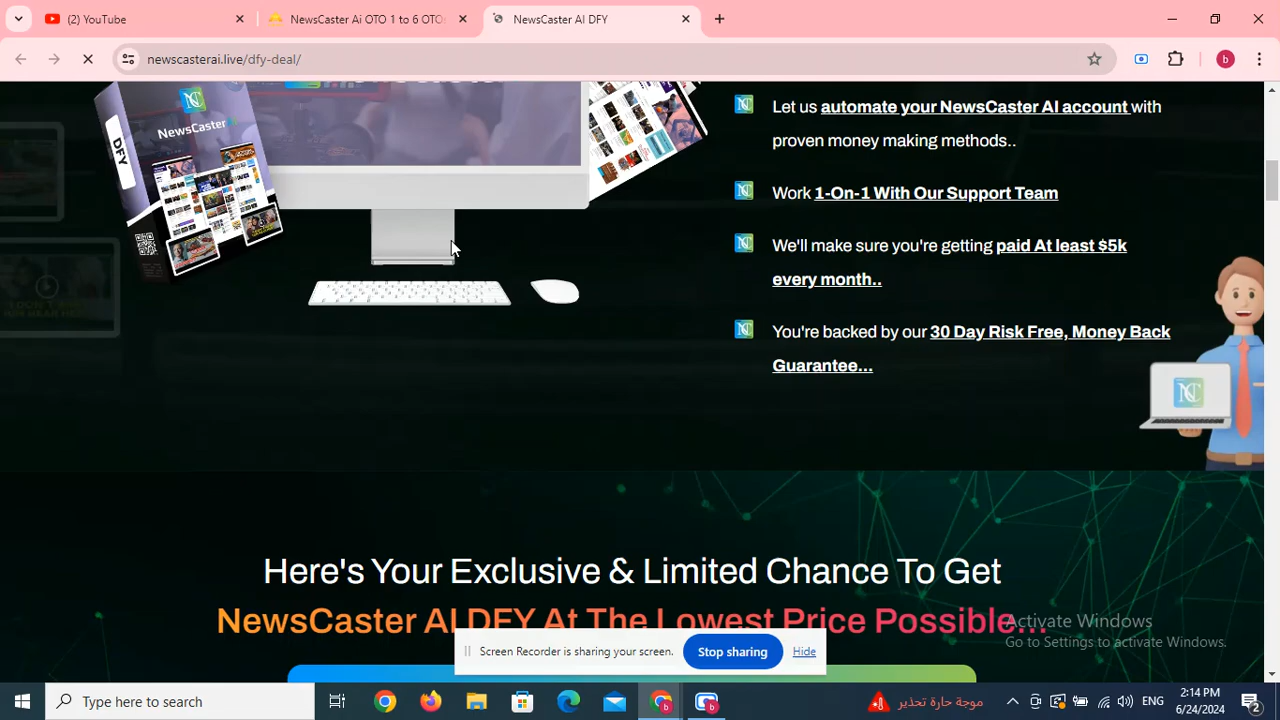 (2) YouTube
NewsCaster Ai OTO 1 to 6 OTO
NewsCaster AI DFY
newscasterai.live/dfy-deal/
b
NC
NewsCaster
DFY
Let us automate your NewsCaster AI account with
proven money making methods..
Work 1-On-1 With Our Support Team
We'll make sure you're getting paid At least $5k
every month..
You're backed by our 30 Day Risk Free, Money Back
Guarantee...
Here's Your Exclusive & Limited Chance To Get
NewsCaster AI DFY At The Lowest Price Possible...
Activate Windows
Go to Settings to activate Windows.
Screen Recorder is sharing your screen.
Stop sharing
Hide
Type here to search
موجة حارة تحذير
ENG
2:14 PM
6/24/2024
2